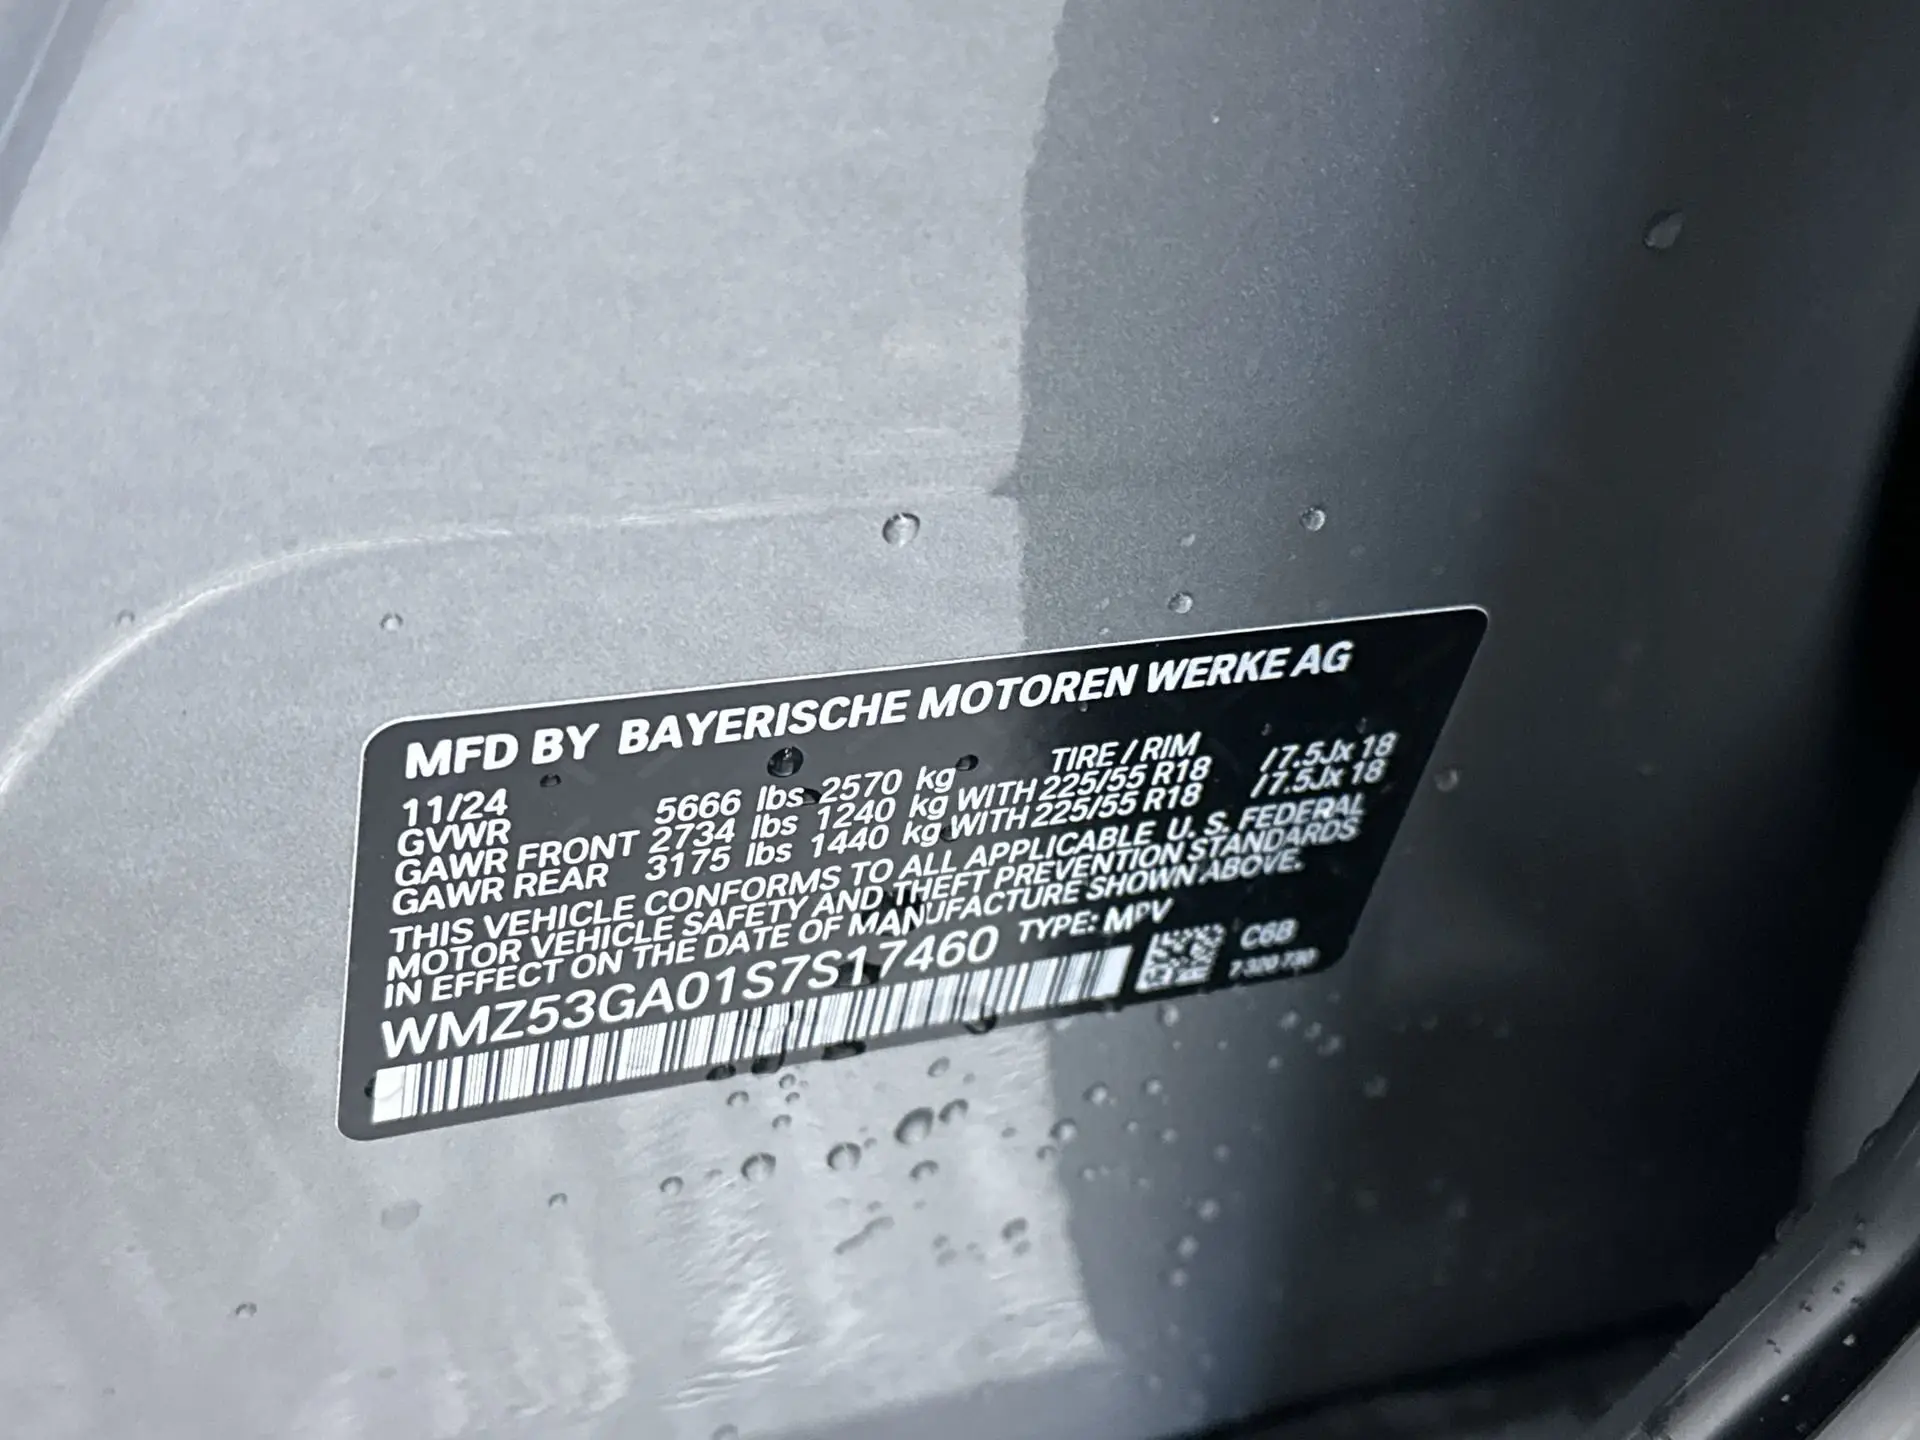 MFD BY BAYERISCHE MOTOREN WERKE AG
11/24 TIRE / RIM
GVWR 5666 lbs 2570 kg
GAWR FRONT 2734 lbs 1240 kg WITH 225/55 R18 /7.5Jx 18
GAWR REAR 3175 lbs 1440 kg WITH 225/55 R18 /7.5Jx 18
THIS VEHICLE CONFORMS TO ALL APPLICABLE U. S. FEDERAL
MOTOR VEHICLE SAFETY AND THEFT PREVENTION STANDARDS
IN EFFECT ON THE DATE OF MANUFACTURE SHOWN ABOVE.
WMZ53GA01S7S17460 TYPE: MPV
C6B